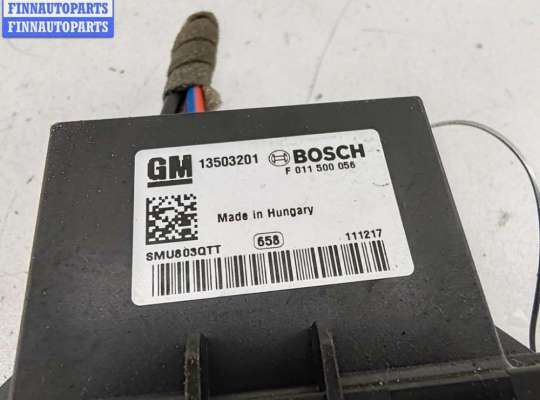 FINNAUTOPARTS
FINNAUTOPARTS
GM 13503201 BOSCH
F 011 500 056
Made in Hungary
SMU803QTT 658 111217